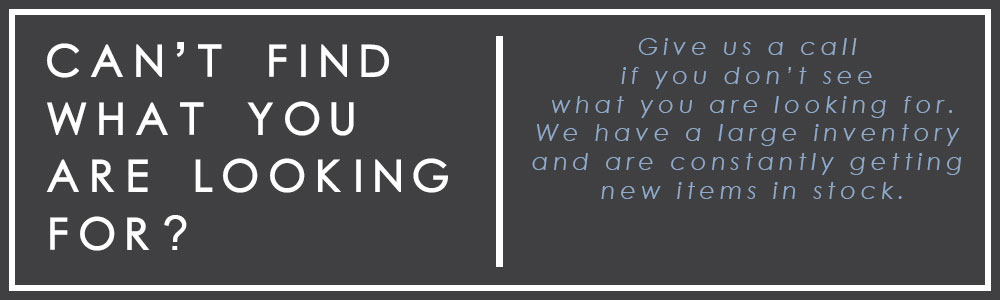 CAN'T FIND
WHAT YOU
ARE LOOKING
FOR?
Give us a call
if you don't see
what you are looking for.
We have a large inventory
and are constantly getting
new items in stock.